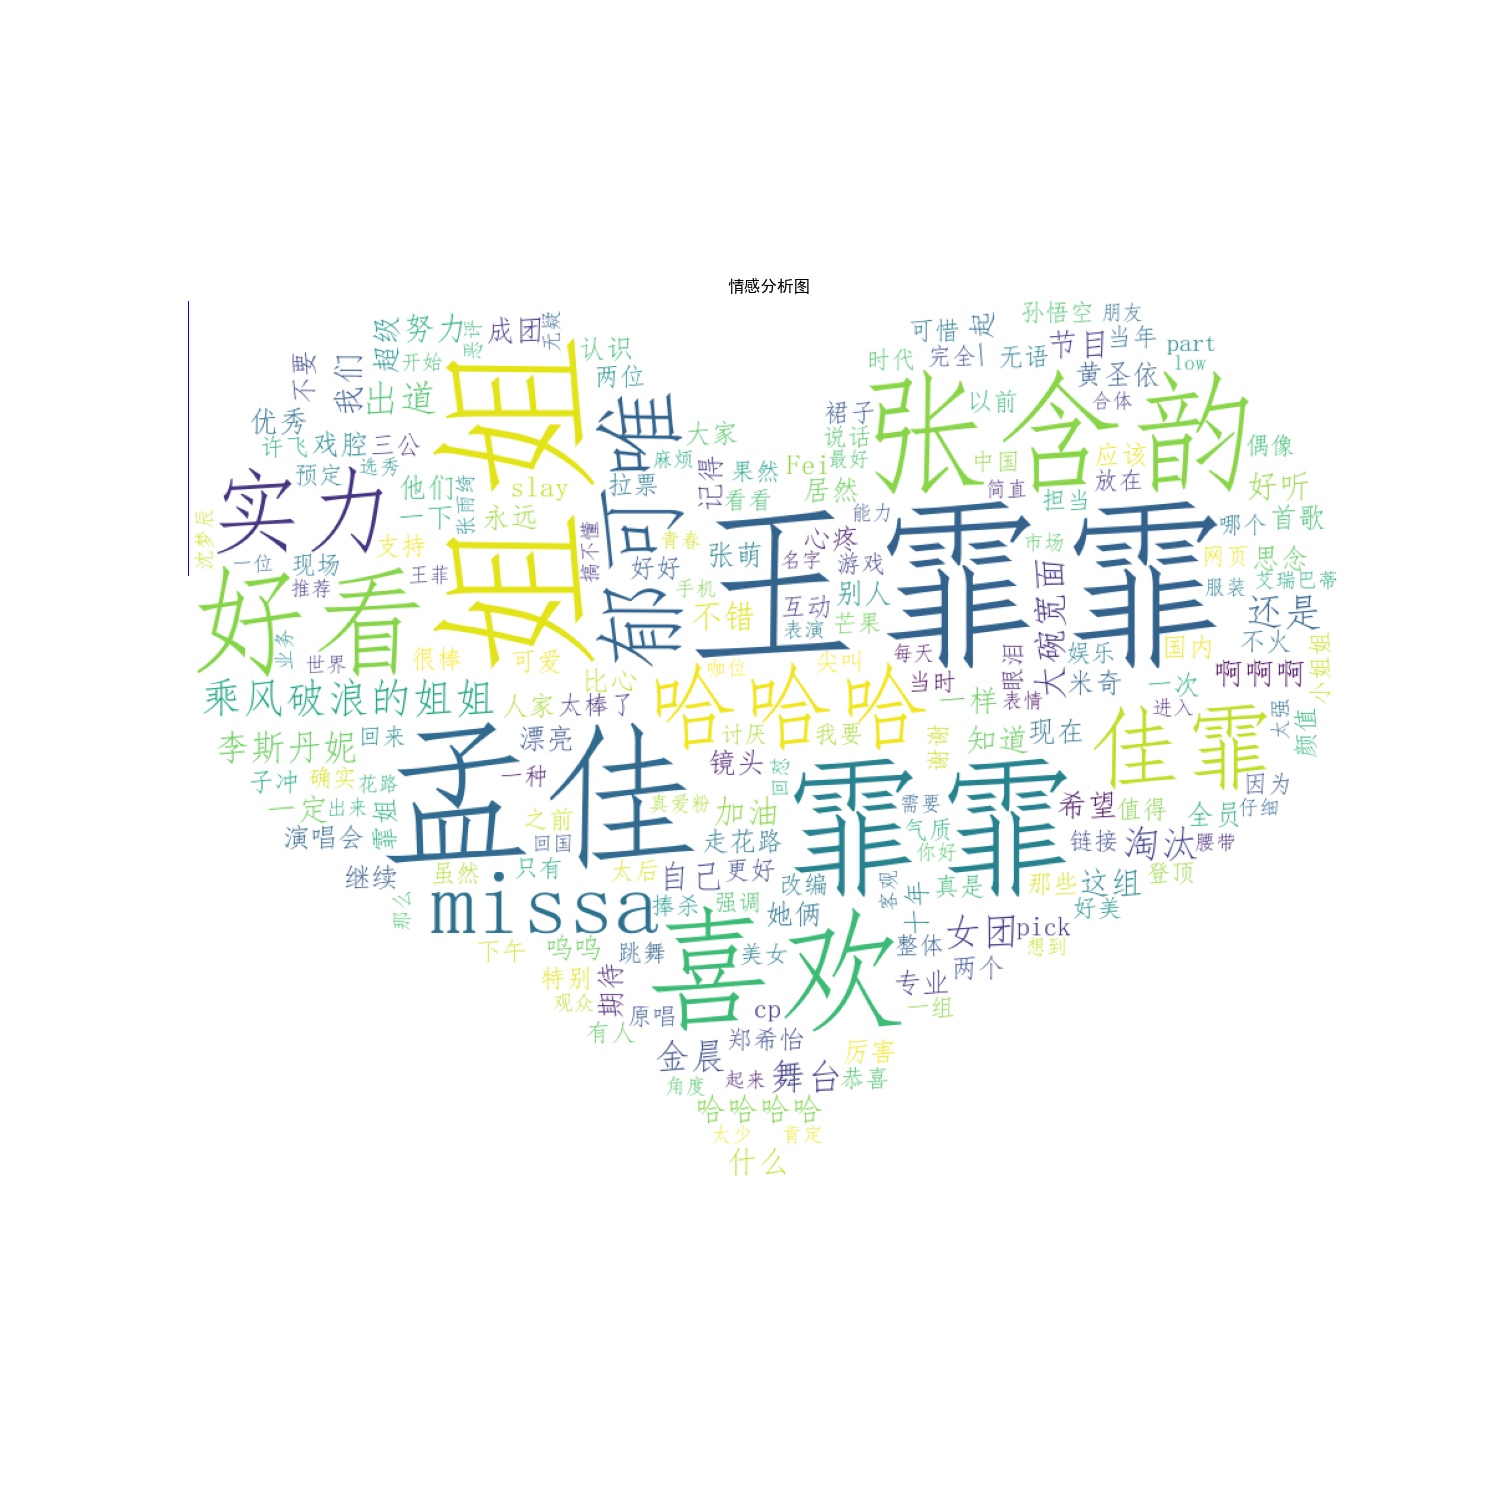 情感分析图
孙悟空
朋友
可惜
一起
节目
当年
part
超级
努力
恶评
成团
无疑
认识
时代
完全
无语
low
不要
我们
开始
姐姐
两位
黄圣依
出道
张含韵
以前
合体
优秀
唯
裙子
许飞
戏腔
三公
大家
说话
偶像
预定
选秀
麻烦
记得
果然
Fei
最好
中国
应该
实力
他们
张雨绮
slay
拉票
看看
居然
简直
担当
放在
好听
一下
永远
郁可唯
能力
哪个
首歌
沈梦辰
支持
搞不懂
青春
王霏霏
心疼
市场
网页
思念
一位
现场
王菲
好好
张萌
名字
游戏
大碗宽面
服装
艾瑞巴蒂
推荐
好看
手机
互动
别人
还是
不错
表演
芒果
不火
业务
世界
很棒
可爱
咖位
尖叫
每天
眼泪
娱乐
国内
小姐姐
乘风破浪的姐姐
人家
太棒了
比心
哈哈哈
当时
一样
表情
米奇
一次
啊啊啊
进入
太强
李斯丹妮
回来
漂亮
讨厌
我要
谢谢
知道
现在
佳霏
颜值
子冲
确实
花路
孟佳
一种
镜头
回怼
霏霏
因为
一定
出来
霏姐
之前
真爱粉
加油
需要
希望
值得
全员
仔细
演唱会
回国
走花路
气质
链接
淘汰
腰带
继续
虽然
只有
太后
自己
更好
改编
你好
客观
真是
那些
这组
登顶
那么
missa
捧杀
强调
她俩
十年
好美
下午
呜呜
跳舞
喜欢
美女
整体
女团
pick
想到
特别
期待
专业
两个
观众
原唱
cp
一组
有人
金晨
郑希怡
厉害
角度
起来
舞台
恭喜
哈哈哈哈
太少
肯定
什么